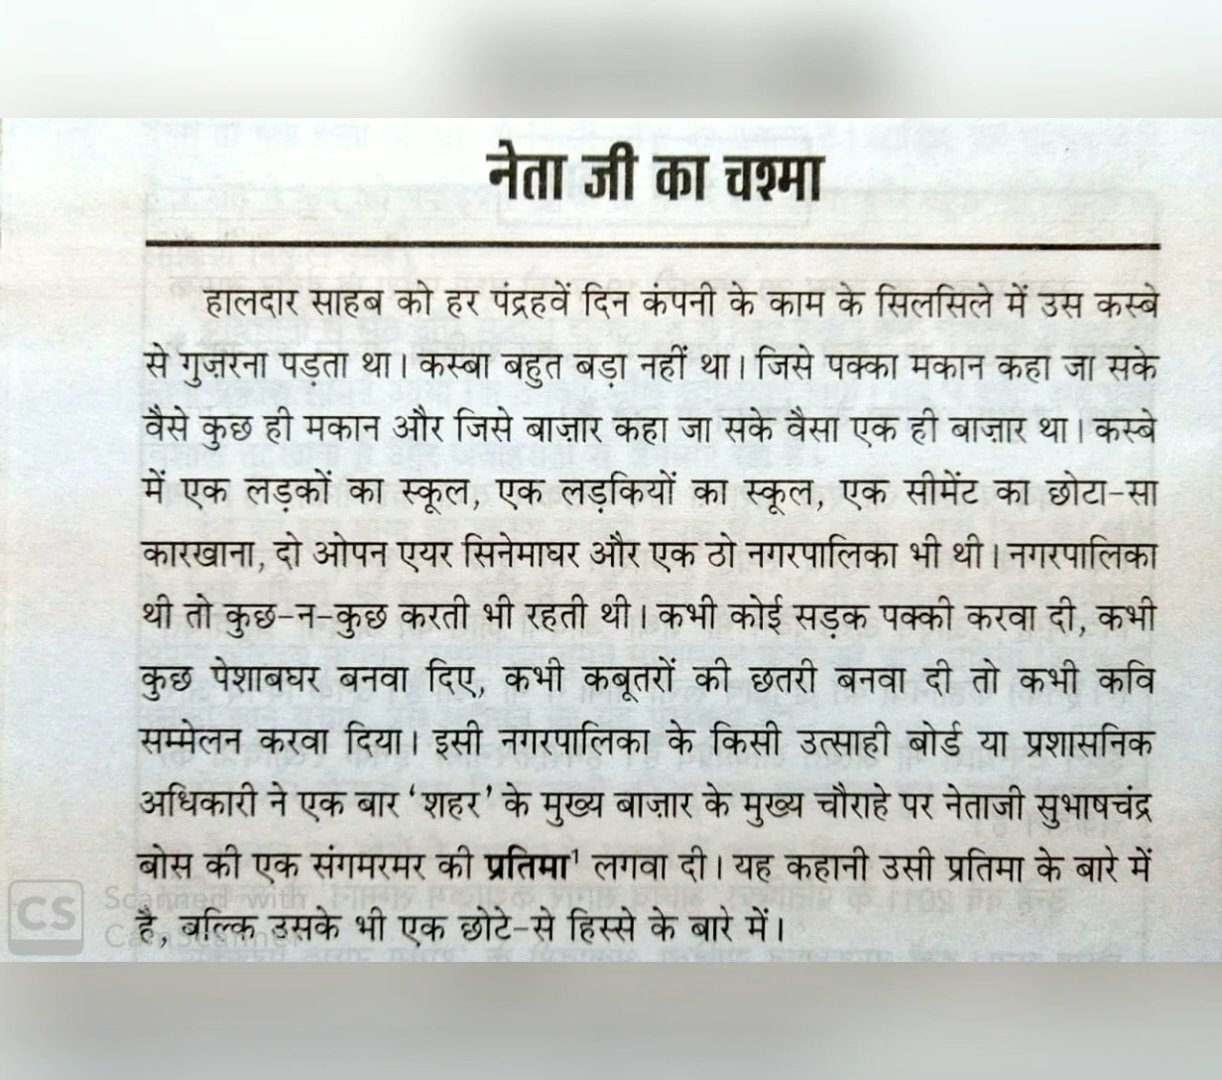 नेता जी का चश्मा
हालदार साहब को हर पंद्रहवें दिन कंपनी के काम के सिलसिले में उस कस्बे
से गुज़रना पड़ता था। कस्बा बहुत बड़ा नहीं था। जिसे पक्का मकान कहा जा सके
वैसे कुछ ही मकान और जिसे बाज़ार कहा जा सके वैसा एक ही बाज़ार था। कस्बे
में एक लड़कों का स्कूल, एक लड़कियों का स्कूल, एक सीमेंट का छोटा-सा
कारखाना, दो ओपन एयर सिनेमाघर और एक ठो नगरपालिका भी थी। नगरपालिका
थी तो कुछ-न-कुछ करती भी रहती थी। कभी कोई सड़क पक्की करवा दी, कभी
कुछ पेशाबघर बनवा दिए, कभी कबूतरों की छतरी बनवा दी तो कभी कवि
सम्मेलन करवा दिया। इसी नगरपालिका के किसी उत्साही बोर्ड या प्रशासनिक
अधिकारी ने एक बार ‘शहर’ के मुख्य बाज़ार के मुख्य चौराहे पर नेताजी सुभाषचंद्र
बोस की एक संगमरमर की प्रतिमा¹ लगवा दी। यह कहानी उसी प्रतिमा के बारे में
है, बल्कि उसके भी एक छोटे-से हिस्से के बारे में।
CS Scanned with
CamScanner